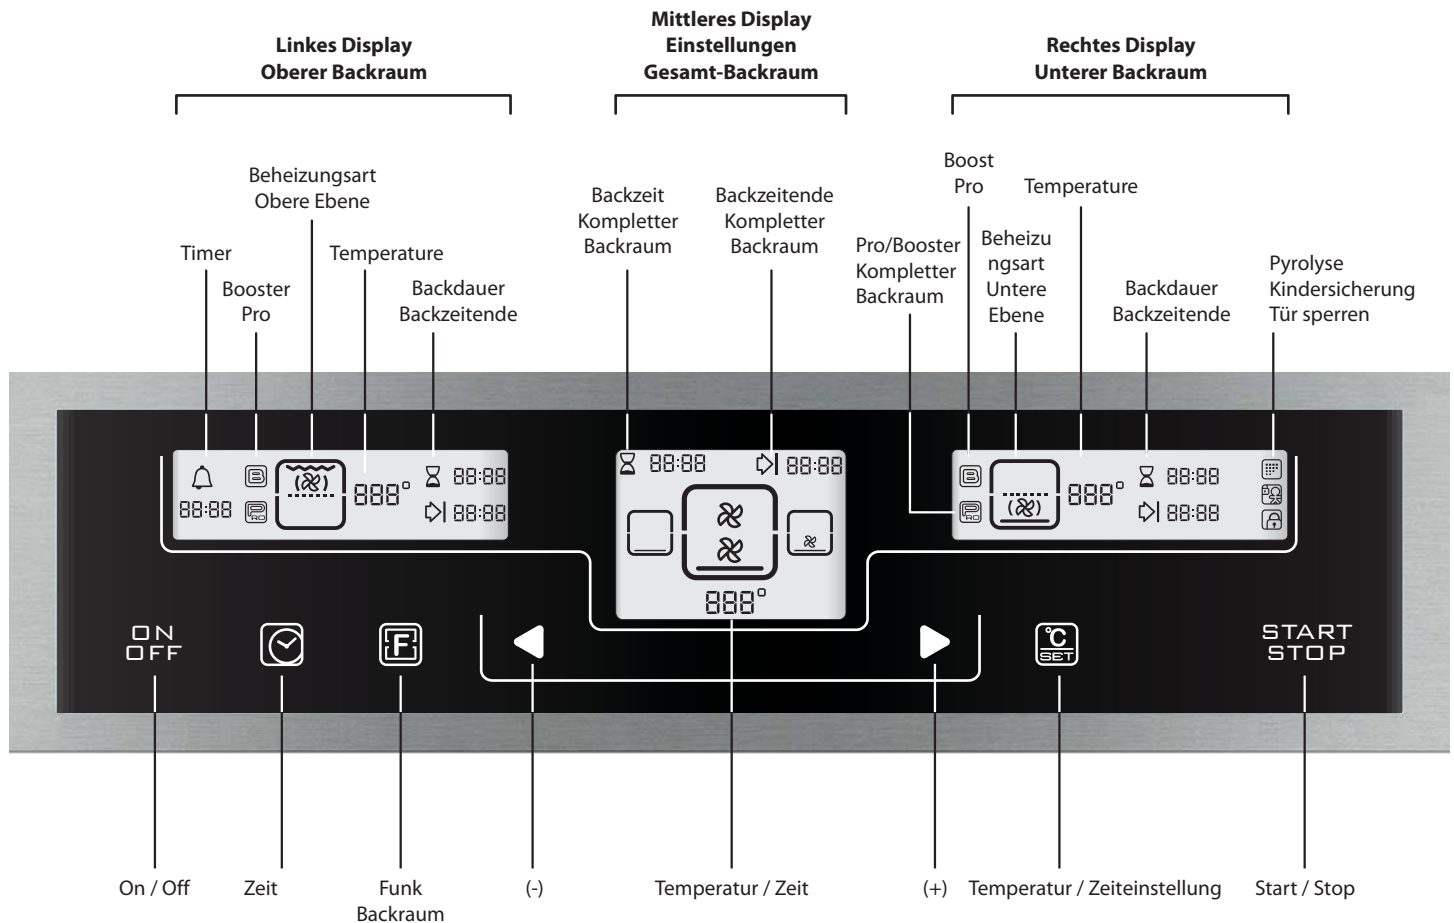 Linkes Display
Oberer Backraum
Mittleres Display
Einstellungen
Gesamt-Backraum
Rechtes Display
Unterer Backraum
Timer
Booster
Pro
Beheizungsart
Obere Ebene
Temperature
Backdauer
Backzeitende
Backzeit
Kompletter
Backraum
Backzeitende
Kompletter
Backraum
Pro/Booster
Kompletter
Backraum
Boost
Pro
Beheizu
ngsart
Untere
Ebene
Temperature
Backdauer
Backzeitende
Pyrolyse
Kindersicherung
Tür sperren
88:88
B
PRO
888°
88:88
88:88
88:88
88:88
888°
B
PRO
888°
88:88
88:88
ON
OFF
F
°C
SET
START
STOP
On / Off
Zeit
Funk
Backraum
(-)
Temperatur / Zeit
(+)
Temperatur / Zeiteinstellung
Start / Stop